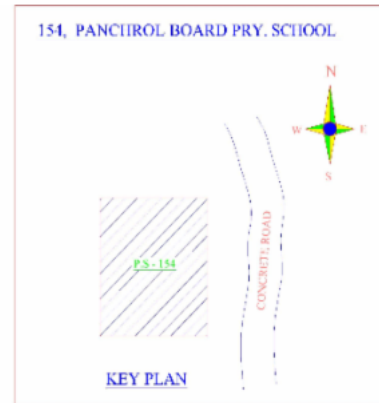 154, PANCHROL BOARD PRY. SCHOOL
N
W E
S
P.S - 154
CONCRETE ROAD
KEY PLAN